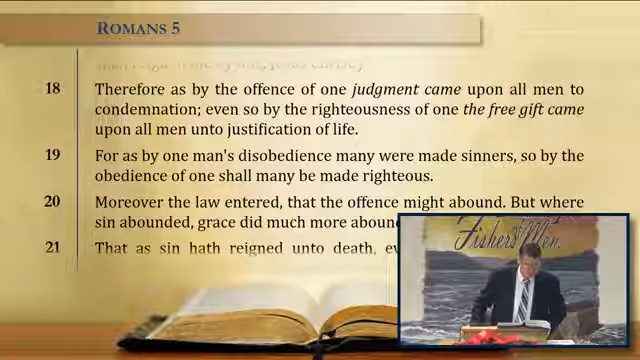 ROMANS 5
18 Therefore as by the offence of one judgment came upon all men to
condemnation; even so by the righteousness of one the free gift came
upon all men unto justification of life.
19 For as by one man's disobedience many were made sinners, so by the
obedience of one shall many be made righteous.
20 Moreover the law entered, that the offence might abound. But where
sin abounded, grace did much more
21 That as sin hath reigned unto death,
Fishers Men